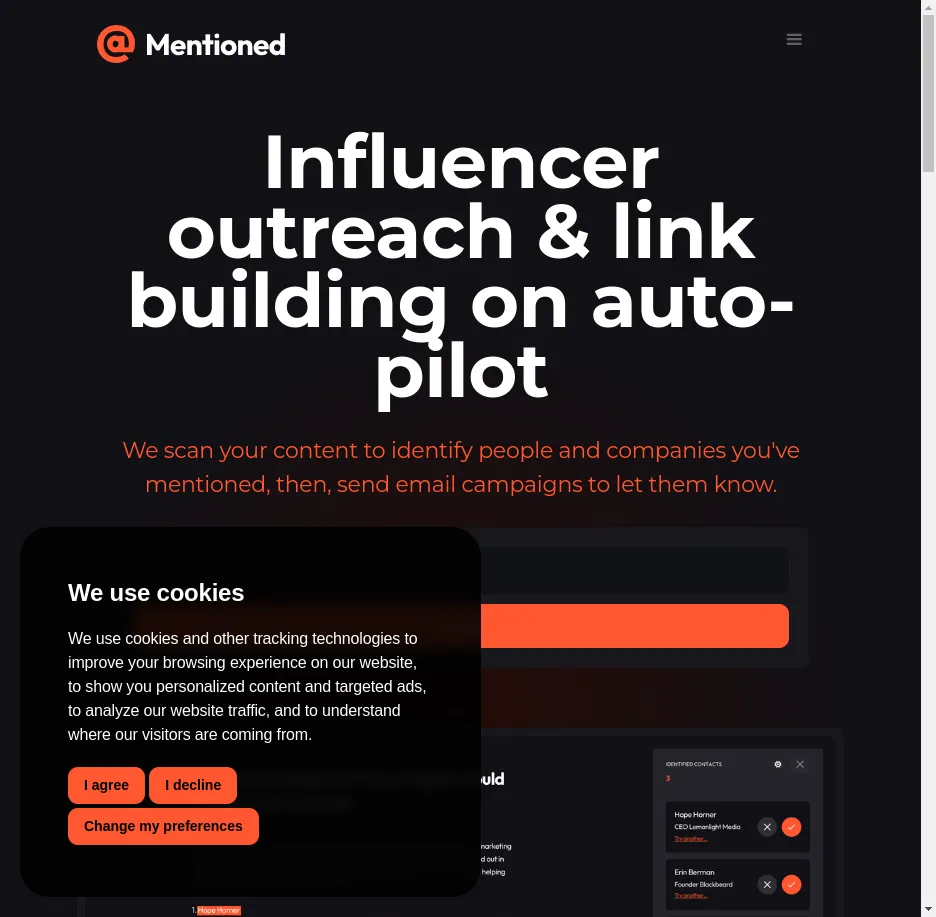 @ Mentioned
Influencer
outreach & link
building on auto-
pilot
We scan your content to identify people and companies you've
mentioned, then, send email campaigns to let them know.
We use cookies
We use cookies and other tracking technologies to
improve your browsing experience on our website,
to show you personalized content and targeted ads,
to analyze our website traffic, and to understand
where our visitors are coming from.
I agree
I decline
Change my preferences
IDENTIFIED CONTACTS
3
Hope Horner
CEO Lemonlight Media
Try another...
Erin Berman
Founder Blackbeard
Try another...
d out in
helping
1. Hope Horner